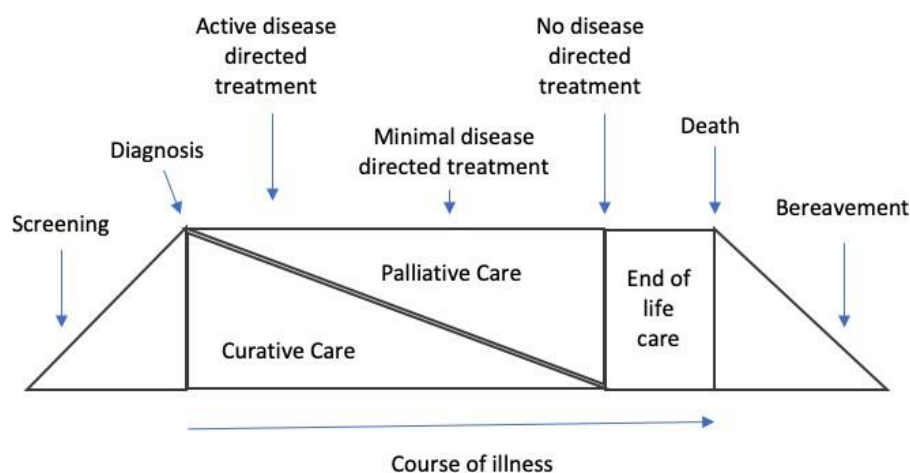 Active disease
directed
treatment
No disease
directed
treatment
Death
Minimal disease
directed treatment
Diagnosis
Bereavement
Screening
Palliative Care
End of
life
care
Curative Care
Course of illness